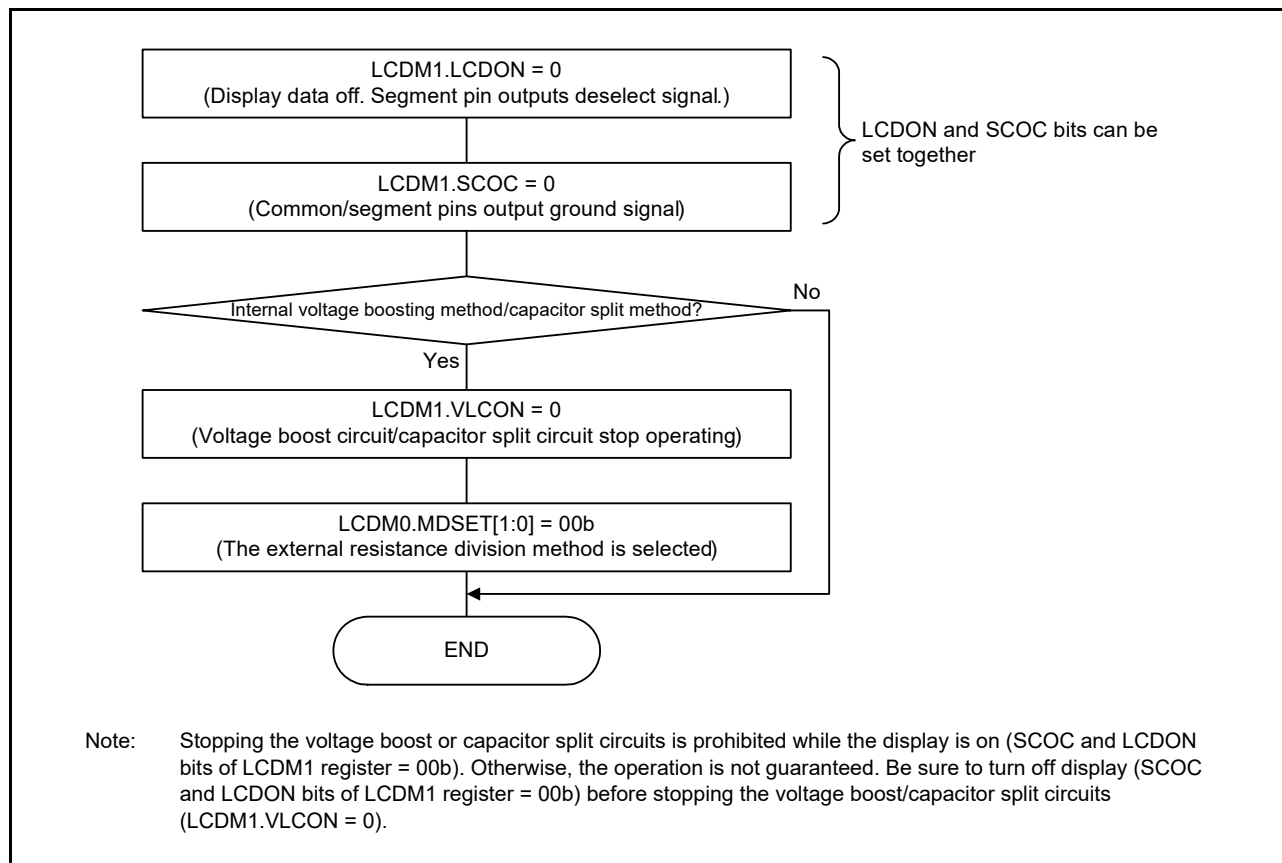 LCDM1.LCDON = 0
(Display data off. Segment pin outputs deselect signal.)
LCDON and SCOC bits can be
set together
LCDM1.SCOC = 0
(Common/segment pins output ground signal)
Internal voltage boosting method/capacitor split method?
No
Yes
LCDM1.VLCON = 0
(Voltage boost circuit/capacitor split circuit stop operating)
LCDM0.MDSET[1:0] = 00b
(The external resistance division method is selected)
END
Note: Stopping the voltage boost or capacitor split circuits is prohibited while the display is on (SCOC and LCDON
bits of LCDM1 register = 00b). Otherwise, the operation is not guaranteed. Be sure to turn off display (SCOC
and LCDON bits of LCDM1 register = 00b) before stopping the voltage boost/capacitor split circuits
(LCDM1.VLCON = 0).